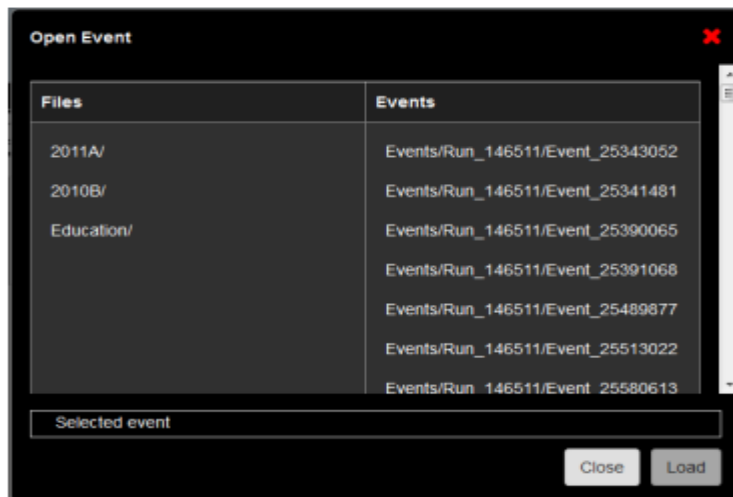 Open Event
Files Events
2011A/ Events/Run_146511/Event_25343052
2010B/ Events/Run_146511/Event_25341481
Education/ Events/Run_146511/Event_25390065
Events/Run_146511/Event_25391068
Events/Run_146511/Event_25489877
Events/Run_146511/Event_25513022
Events/Run_146511/Event_25580613
Selected event
Close Load